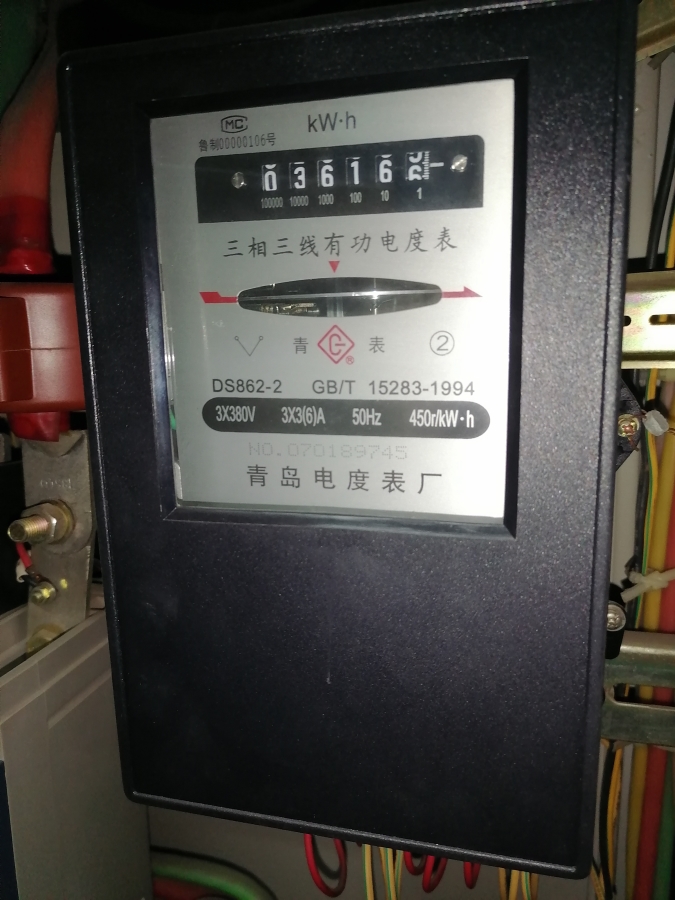 MC
kW·h
鲁制00000106号
0 3 6 1 6
100000 10000 1000 100 10 1
三相三线有功电度表
青 G ® 表 ②
DS862-2 GB/T 15283-1994
3X380V 3X3(6)A 50Hz 450r/kW·h
NO.070189745
青岛电度表厂